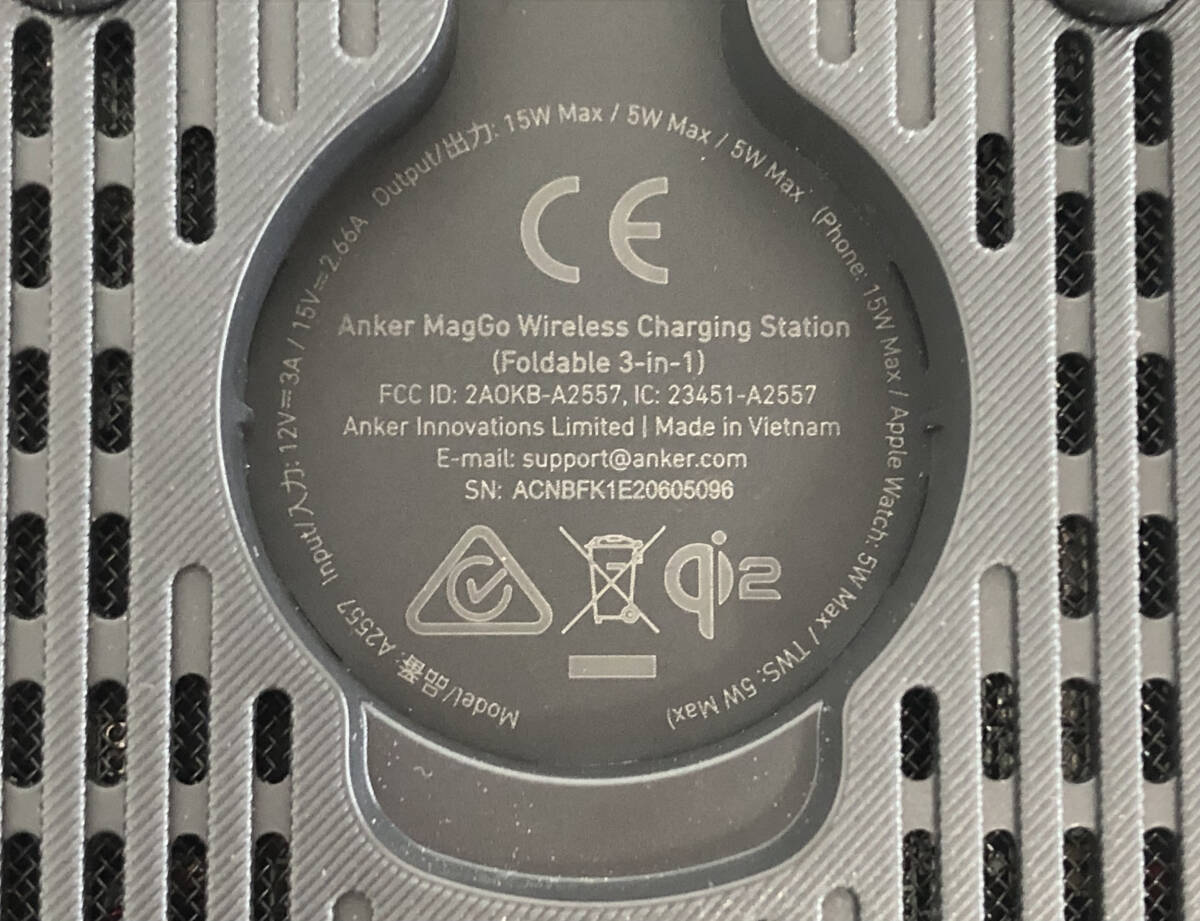 Model/品番: A2557 Input/入力: 12V⎓3A / 15V⎓2.66A Output/出力: 15W Max / 5W Max / 5W Max (Phone: 15W Max / Apple Watch: 5W Max / TWS: 5W Max)
CE
Anker MagGo Wireless Charging Station
(Foldable 3-in-1)
FCC ID: 2AOKB-A2557, IC: 23451-A2557
Anker Innovations Limited | Made in Vietnam
E-mail: support@anker.com
SN: ACNBFK1E20605096
qi2